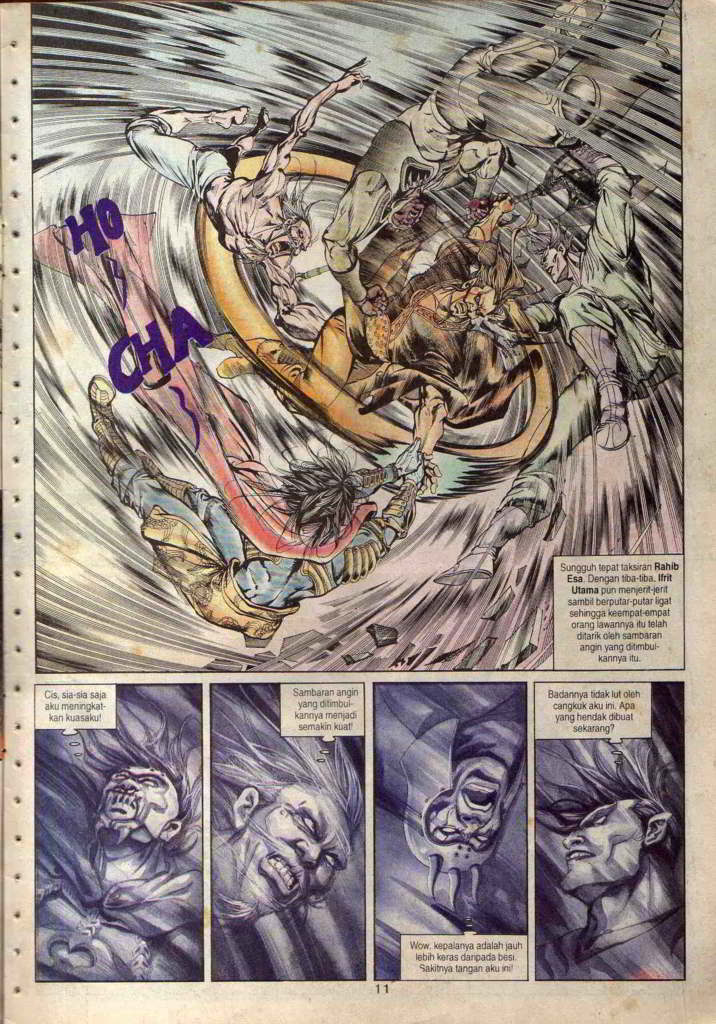 HO
CHA
Sungguh tepat taksiran Rahib
Esa. Dengan tiba-tiba, Ifrit
Utama pun menjerit-jerit
sambil berputar-putar ligat
sehingga keempat-empat
orang lawannya itu telah
ditarik oleh sambaran
angin yang ditimbul-
kannya itu.
Cis, sia-sia saja
aku meningkat-
kan kuasaku!
Sambaran angin
yang ditimbul-
kannya menjadi
semakin kuat!
Wow, kepalanya adalah jauh
lebih keras daripada besi.
Sakitnya tangan aku ini!
Badannya tidak lut oleh
cangkuk aku ini. Apa
yang hendak dibuat
sekarang?
11